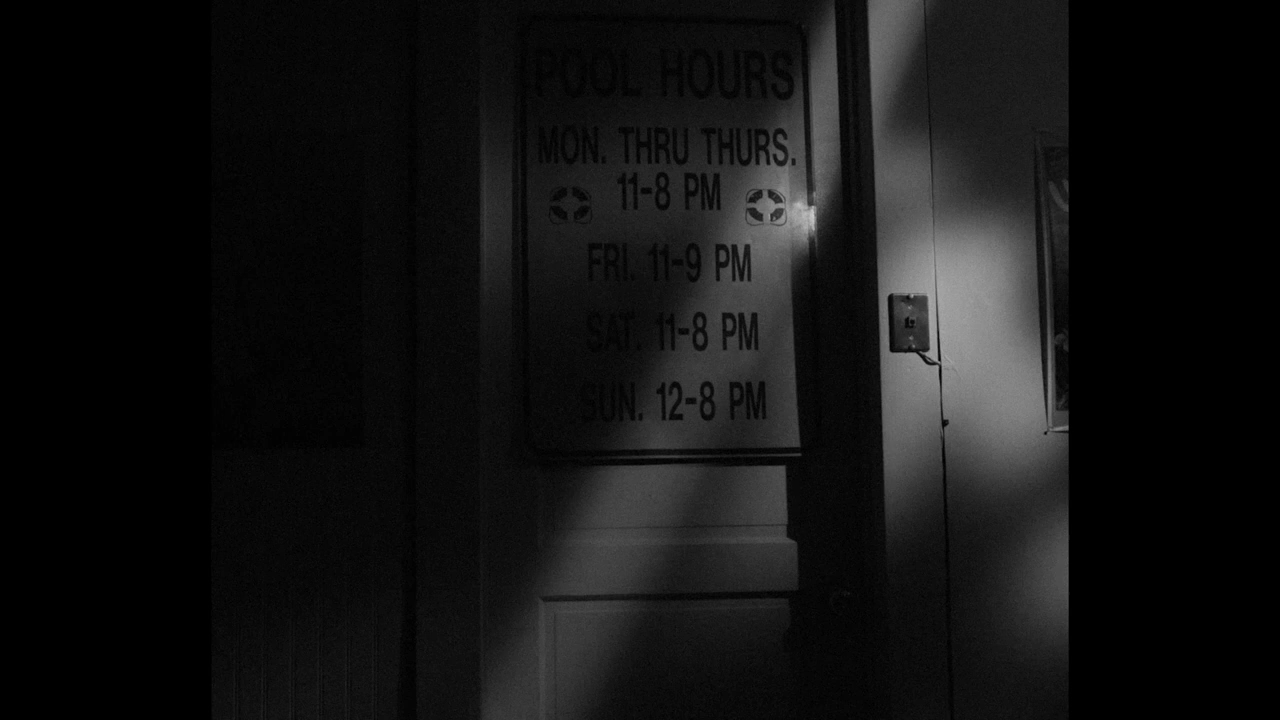 POOL HOURS
MON. THRU THURS.
11-8 PM
FRI. 11-9 PM
SAT. 11-8 PM
SUN. 12-8 PM